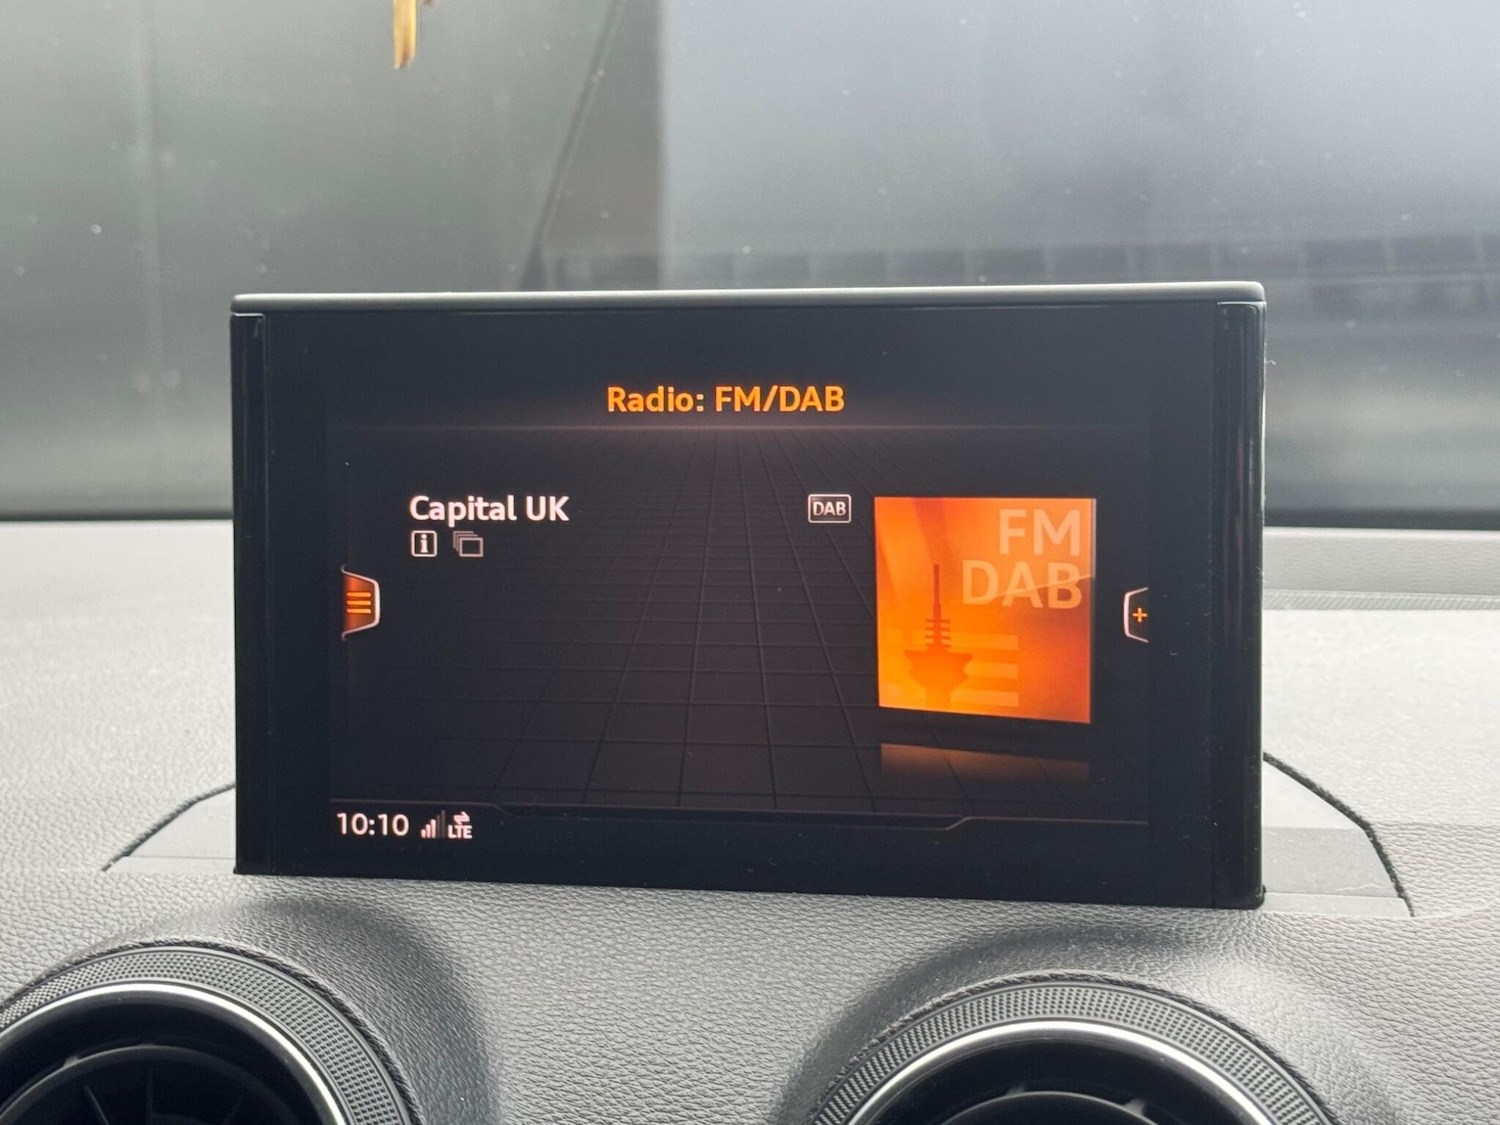 Radio: FM/DAB
Capital UK
DAB
i
FM
DAB
+
10:10
LTE